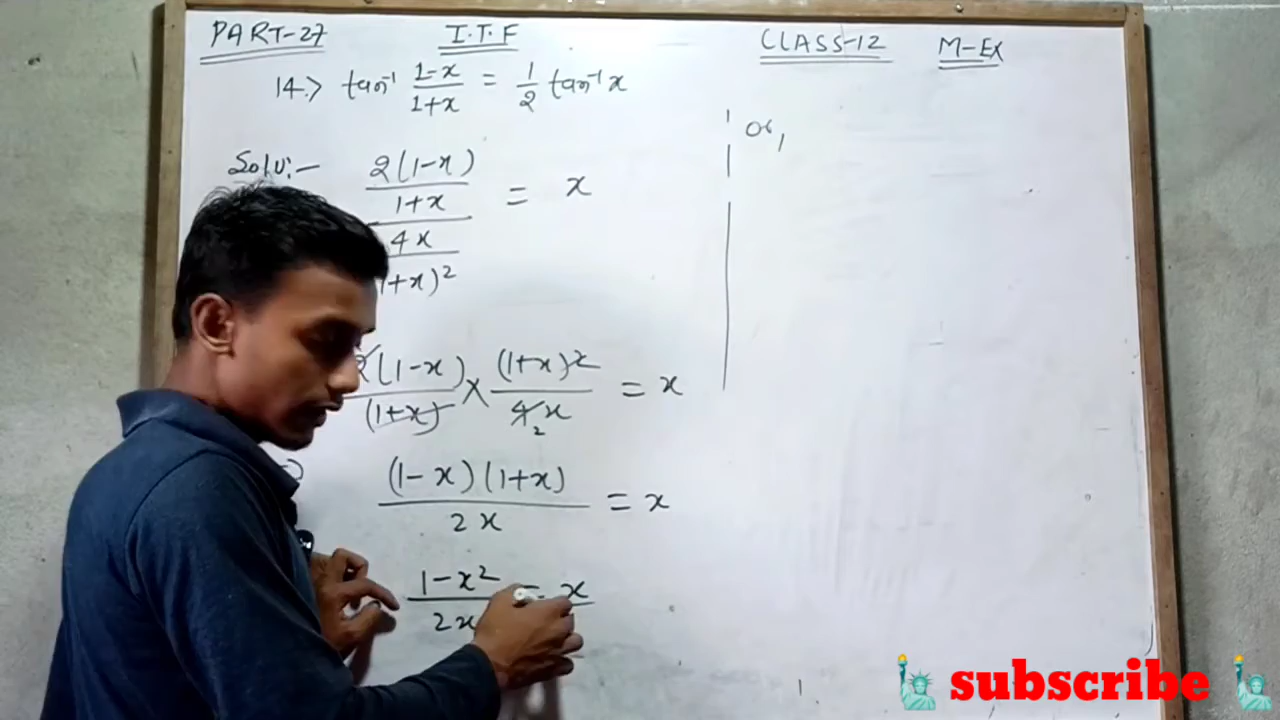 PART-27 I.T.F CLASS-12 M-EX
14.> tan⁻¹ (1-x)/(1+x) = 1/2 tan⁻¹x
Or,
Solu:-
2(1-x)
1+x
= x
4x
+x)²
2(1-x)/(1+x) × (1+x)²/4x = x
2
(1-x)(1+x)/2x = x
1-x²/2x = x
subscribe